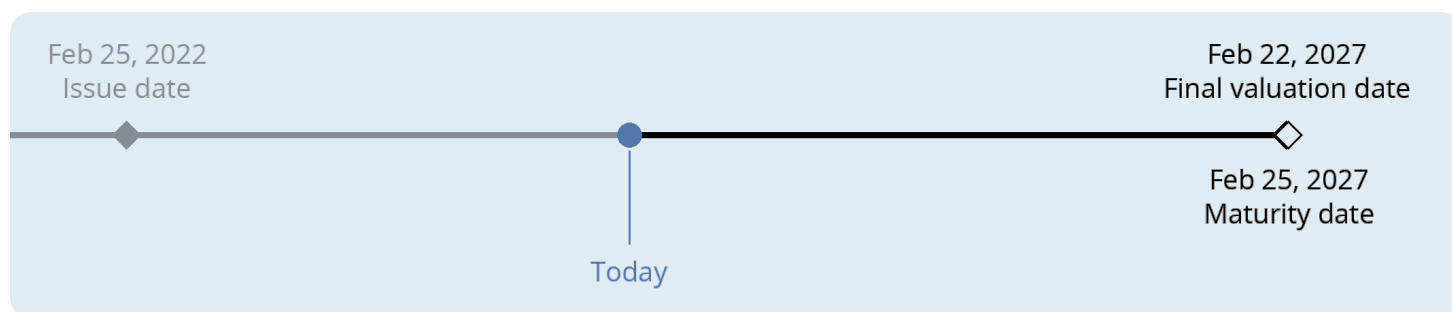 Feb 25, 2022
Issue date
Feb 22, 2027
Final valuation date
Feb 25, 2027
Maturity date
Today